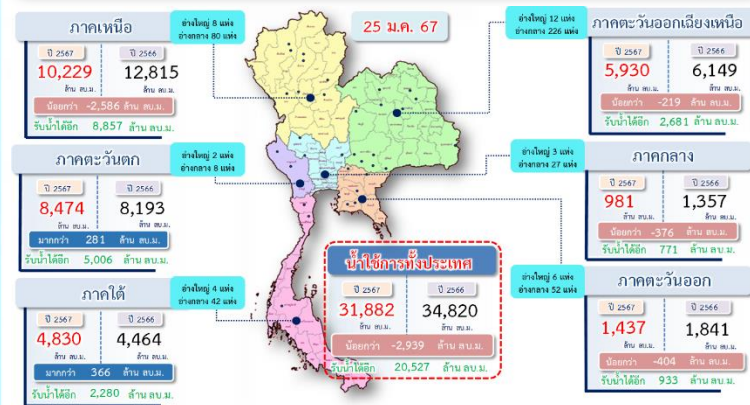 25 ม.ค. 67
ภาคเหนือ
ปี 2567 ปี 2566
10,229 12,815
ล้าน ลบ.ม. ล้าน ลบ.ม.
น้อยกว่า -2,586 ล้าน ลบ.ม.
รับน้ำได้อีก 8,857 ล้าน ลบ.ม.
อ่างใหญ่ 8 แห่ง
อ่างกลาง 80 แห่ง
อ่างใหญ่ 12 แห่ง
อ่างกลาง 226 แห่ง
ภาคตะวันออกเฉียงเหนือ
ปี 2567 ปี 2566
5,930 6,149
ล้าน ลบ.ม. ล้าน ลบ.ม.
น้อยกว่า -219 ล้าน ลบ.ม.
รับน้ำได้อีก 2,681 ล้าน ลบ.ม.
ภาคตะวันตก
ปี 2567 ปี 2566
8,474 8,193
ล้าน ลบ.ม. ล้าน ลบ.ม.
มากกว่า 281 ล้าน ลบ.ม.
รับน้ำได้อีก 5,006 ล้าน ลบ.ม.
อ่างใหญ่ 2 แห่ง
อ่างกลาง 8 แห่ง
อ่างใหญ่ 3 แห่ง
อ่างกลาง 27 แห่ง
ภาคกลาง
ปี 2567 ปี 2566
981 1,357
ล้าน ลบ.ม. ล้าน ลบ.ม.
น้อยกว่า -376 ล้าน ลบ.ม.
รับน้ำได้อีก 771 ล้าน ลบ.ม.
ภาคใต้
ปี 2567 ปี 2566
4,830 4,464
ล้าน ลบ.ม. ล้าน ลบ.ม.
มากกว่า 366 ล้าน ลบ.ม.
รับน้ำได้อีก 2,280 ล้าน ลบ.ม.
อ่างใหญ่ 4 แห่ง
อ่างกลาง 42 แห่ง
น้ำใช้การทั้งประเทศ
ปี 2567 ปี 2566
31,882 34,820
ล้าน ลบ.ม. ล้าน ลบ.ม.
น้อยกว่า -2,939 ล้าน ลบ.ม.
รับน้ำได้อีก 20,527 ล้าน ลบ.ม.
อ่างใหญ่ 6 แห่ง
อ่างกลาง 52 แห่ง
ภาคตะวันออก
ปี 2567 ปี 2566
1,437 1,841
ล้าน ลบ.ม. ล้าน ลบ.ม.
น้อยกว่า -404 ล้าน ลบ.ม.
รับน้ำได้อีก 933 ล้าน ลบ.ม.